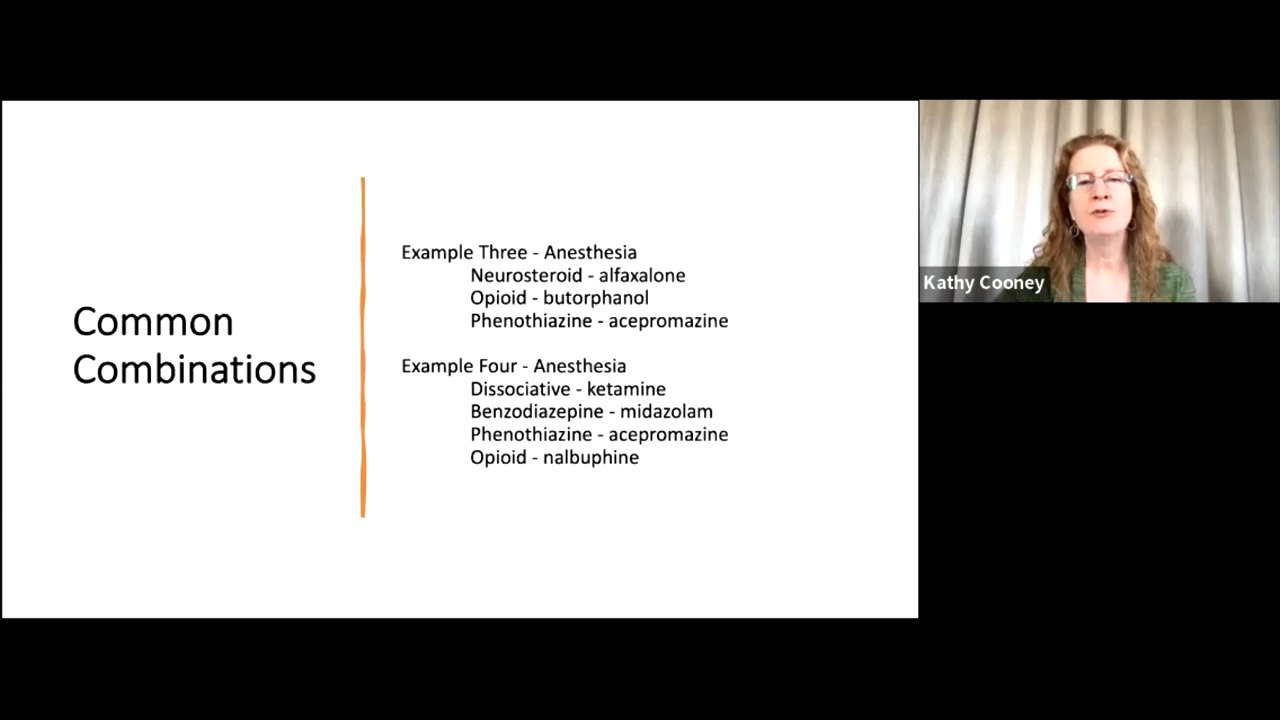 Common
Combinations
Example Three - Anesthesia
Neurosteroid - alfaxalone
Opioid - butorphanol
Phenothiazine - acepromazine
Example Four - Anesthesia
Dissociative - ketamine
Benzodiazepine - midazolam
Phenothiazine - acepromazine
Opioid - nalbuphine
Kathy Cooney